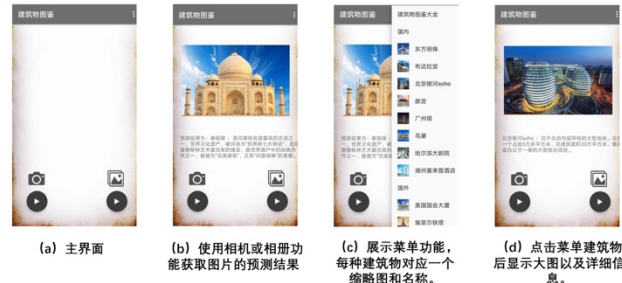 建筑物图鉴
建筑物图鉴
建筑物图鉴
建筑物图鉴大全
国内
东方明珠
布达拉宫
北京银河soho
故宫
广州塔
鸟巢
哈尔滨大剧院
湖州喜来登酒店
国外
美国国会大厦
埃菲尔铁塔
建筑物图鉴
(a) 主界面
(b) 使用相机或相册功
能获取图片的预测结果
(c) 展示菜单功能，
每种建筑物对应一个
缩略图和名称。
(d) 点击菜单建筑物
后显示大图以及详细信
息。